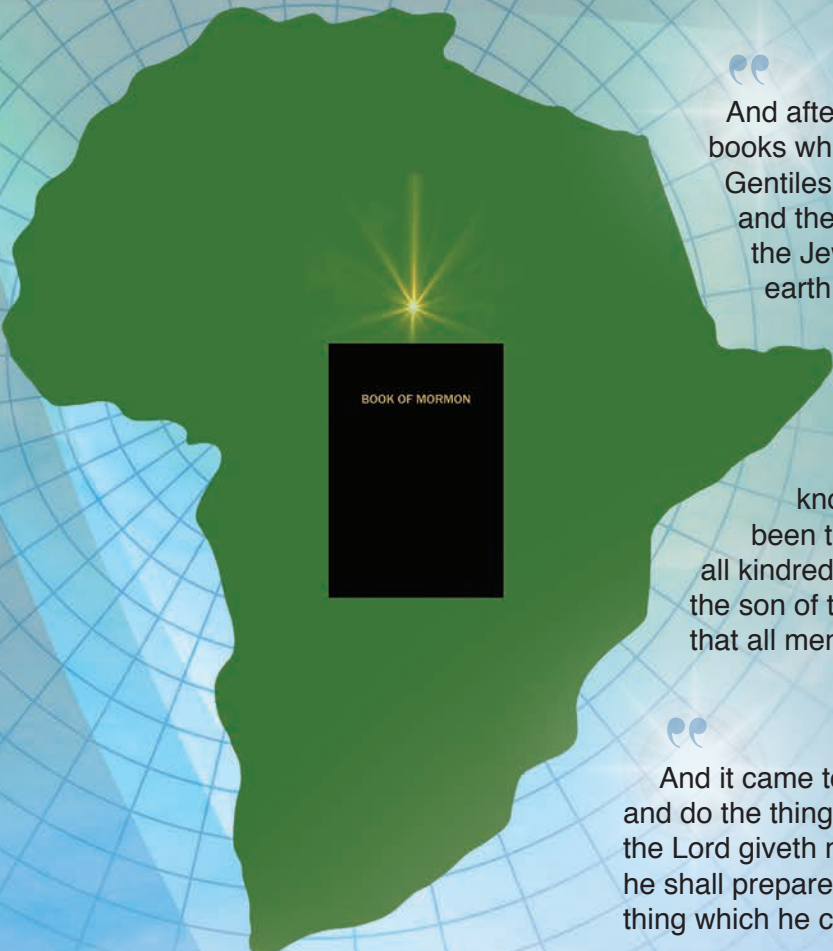 BOOK OF MORMON
“
And afte
books wh
Gentiles
and the
the Je
earth
kno
been t
all kindred
the son of t
that all me
“
And it came to
and do the thing
the Lord giveth
he shall prepare
thing which he c